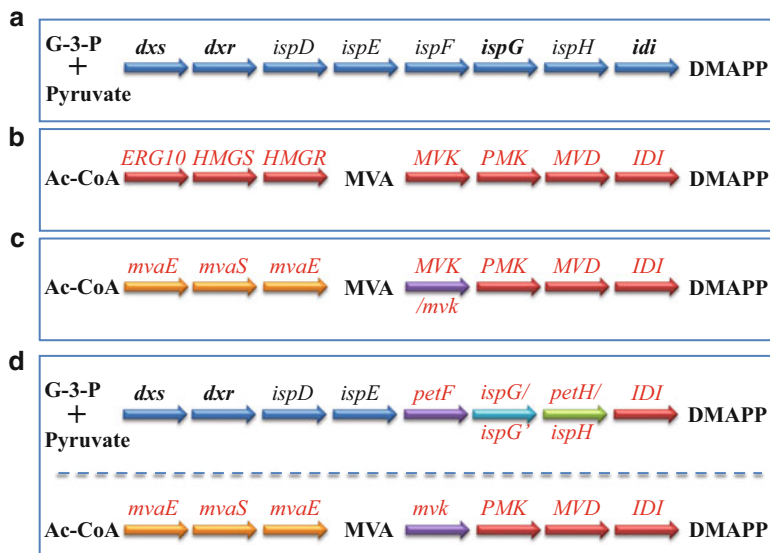 a
dxs dxr ispD ispE ispF ispG ispH idi
G-3-P
+
Pyruvate
DMAPP
b
ERG10 HMGS HMGR MVK PMK MVD IDI
Ac-CoA MVA DMAPP
c
mvaE mvaS mvaE MVK PMK MVD IDI
Ac-CoA MVA DMAPP
/mvk
d
dxs dxr ispD ispE petF ispG/ petH/ IDI
G-3-P
+
DMAPP
Pyruvate
ispG’ ispH
mvaE mvaS mvaE mvk PMK MVD IDI
Ac-CoA MVA DMAPP